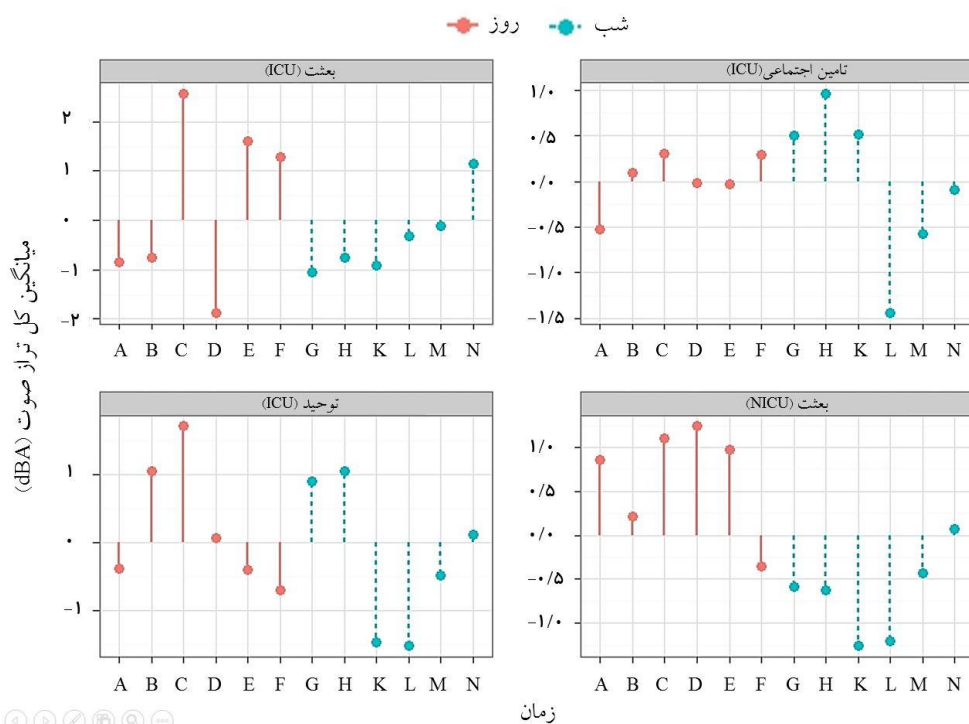 روز شب
بعثت (ICU)
۲
۱
۰
−۱
−۲
A B C D E F G H K L M N
تامین اجتماعی(ICU)
۱/۰
۰/۵
۰/۰
−۰/۵
−۱/۰
−۱/۵
A B C D E F G H K L M N
توحید (ICU)
۱
۰
−۱
A B C D E F G H K L M N
بعثت (NICU)
۱/۰
۰/۵
۰/۰
−۰/۵
−۱/۰
A B C D E F G H K L M N
میانگین کل تراز صوت (dBA)
زمان